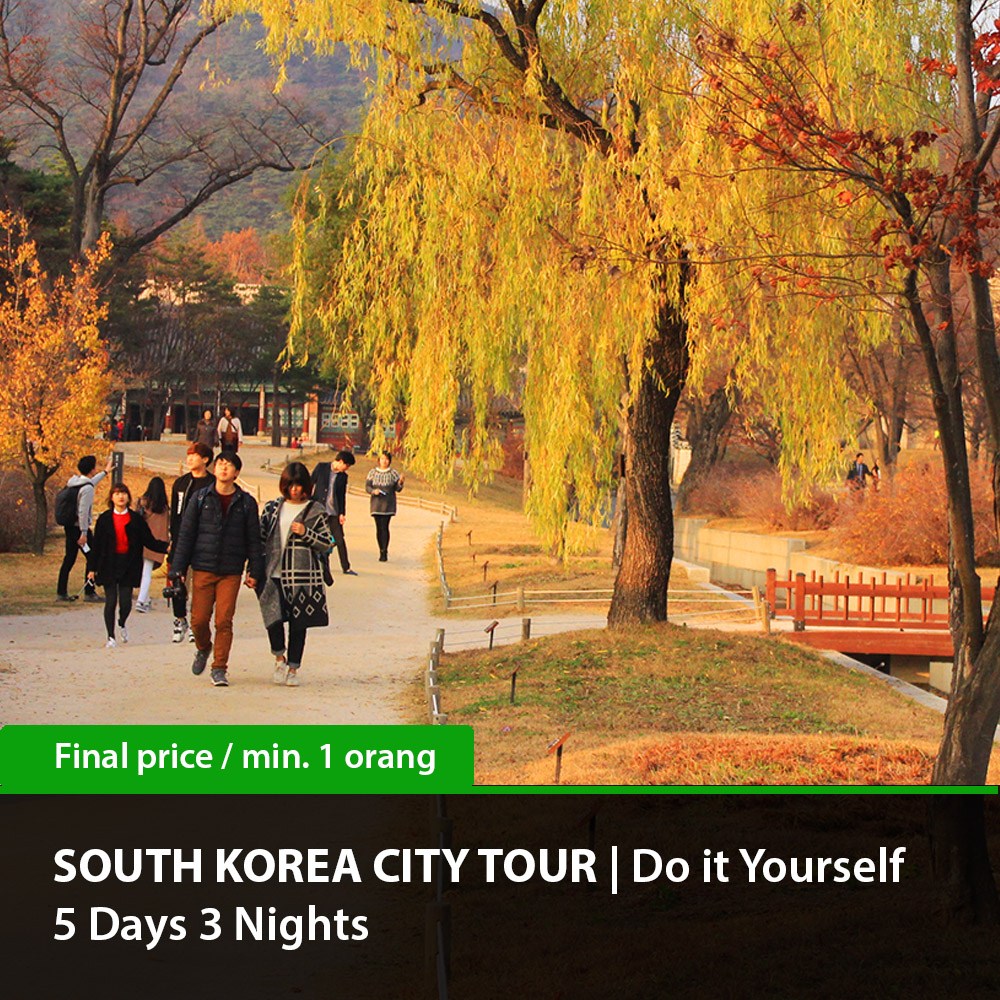 Final price / min. 1 orang
SOUTH KOREA CITY TOUR | Do it Yourself
5 Days 3 Nights